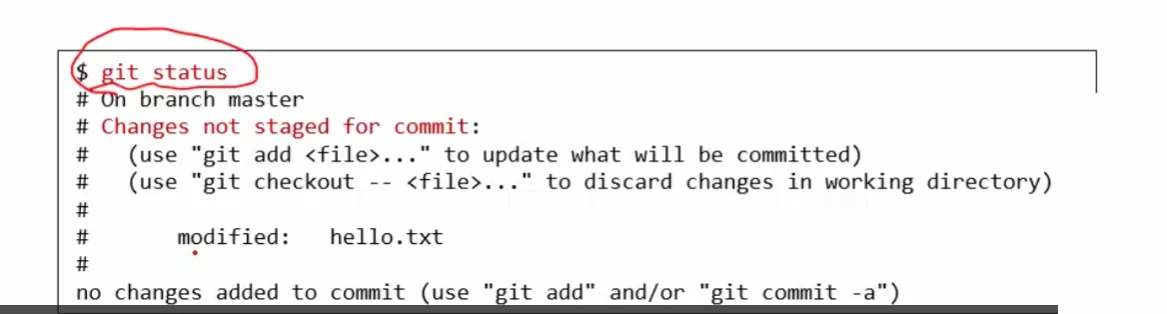 $ git status
# On branch master
# Changes not staged for commit:
#   (use "git add <file>..." to update what will be committed)
#   (use "git checkout -- <file>..." to discard changes in working directory)
#
#       modified:   hello.txt
#
no changes added to commit (use "git add" and/or "git commit -a")